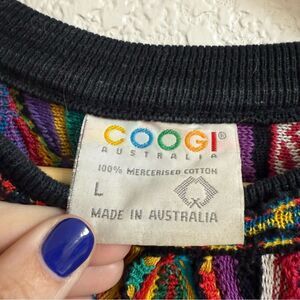 COOGI®
AUSTRALIA
100% MERCERISED COTTON
L
MADE IN AUSTRALIA